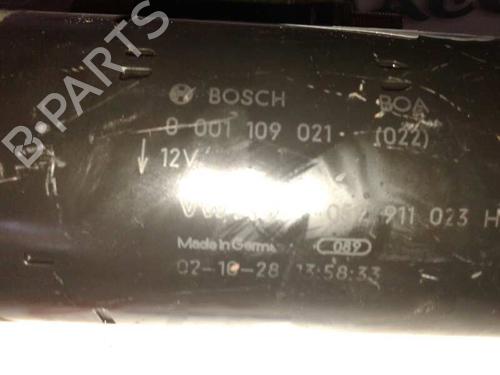 B-PARTS
BOSCH BOA
0 001 109 021 (022)
12V
911 023 H
Made in Germany 089
02-10-28 13:58:33